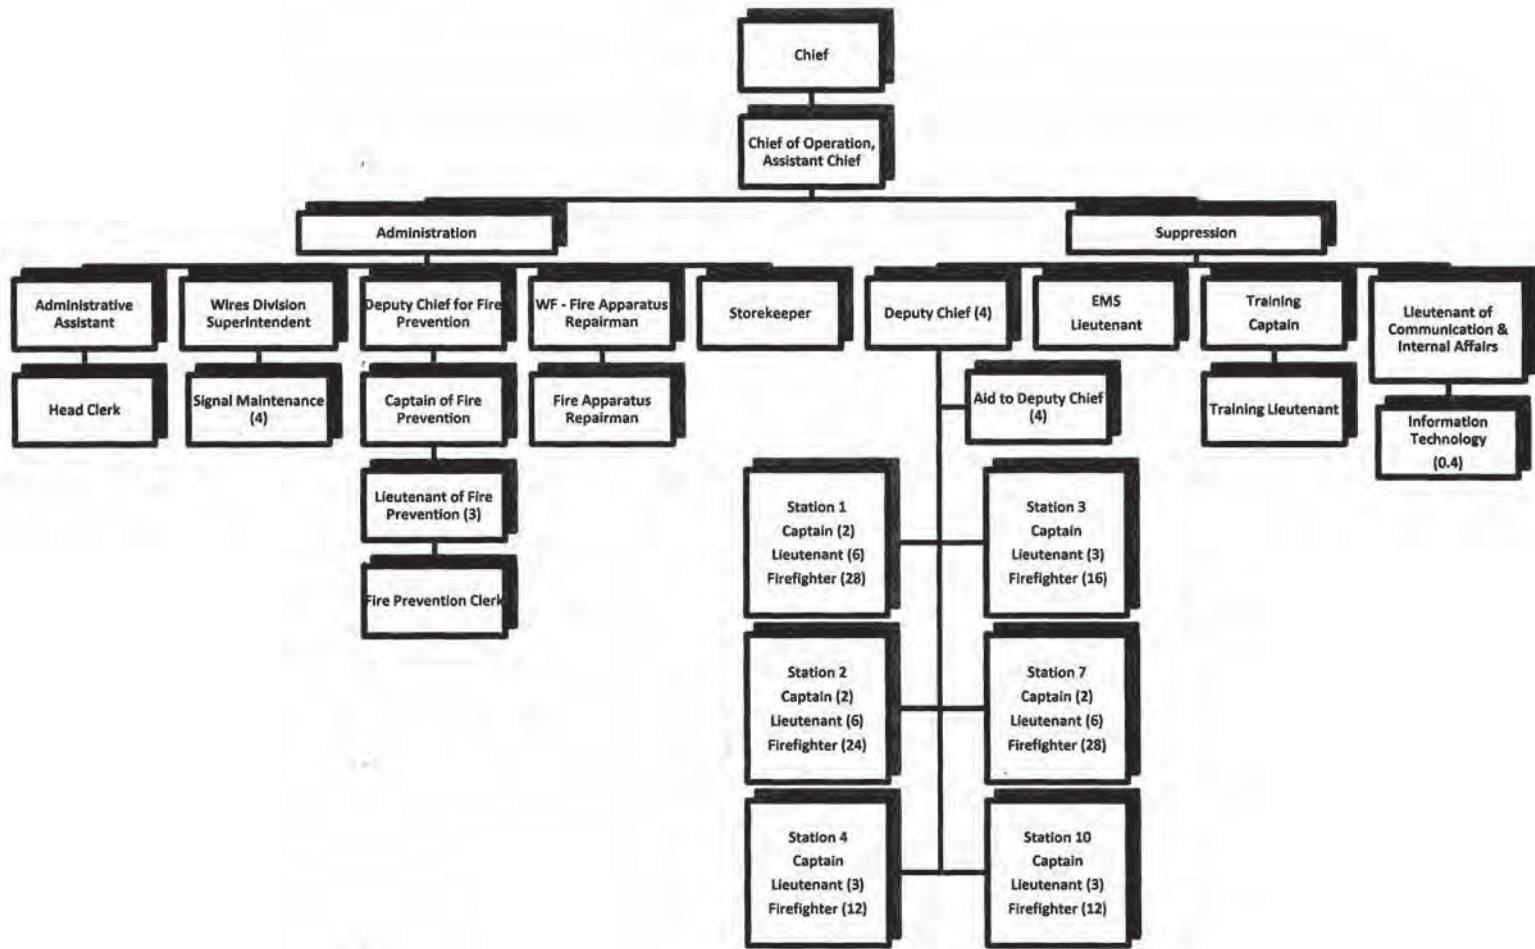 Chief
Chief of Operation,
Assistant Chief
Administration
Suppression
Administrative
Assistant
Wires Division
Superintendent
Deputy Chief for Fire
Prevention
WF - Fire Apparatus
Repairman
Storekeeper
Deputy Chief (4)
EMS
Lieutenant
Training
Captain
Lieutenant of
Communication &
Internal Affairs
Head Clerk
Signal Maintenance
(4)
Captain of Fire
Prevention
Fire Apparatus
Repairman
Aid to Deputy Chief
(4)
Training Lieutenant
Information
Technology
(0.4)
Lieutenant of Fire
Prevention (3)
Fire Prevention Clerk
Station 1
Captain (2)
Lieutenant (6)
Firefighter (28)
Station 3
Captain
Lieutenant (3)
Firefighter (16)
Station 2
Captain (2)
Lieutenant (6)
Firefighter (24)
Station 7
Captain (2)
Lieutenant (6)
Firefighter (28)
Station 4
Captain
Lieutenant (3)
Firefighter (12)
Station 10
Captain
Lieutenant (3)
Firefighter (12)